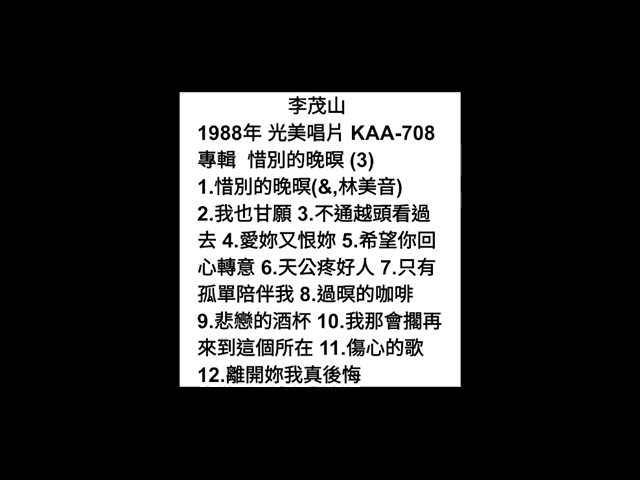 李茂山
1988年 光美唱片 KAA-708
專輯 惜別的晚暝 (3)
1.惜別的晚暝(&,林美音)
2.我也甘願 3.不通越頭看過
去 4.愛妳又恨妳 5.希望你回
心轉意 6.天公疼好人 7.只有
孤單陪伴我 8.過暝的咖啡
9.悲戀的酒杯 10.我那會擱再
來到這個所在 11.傷心的歌
12.離開妳我真後悔